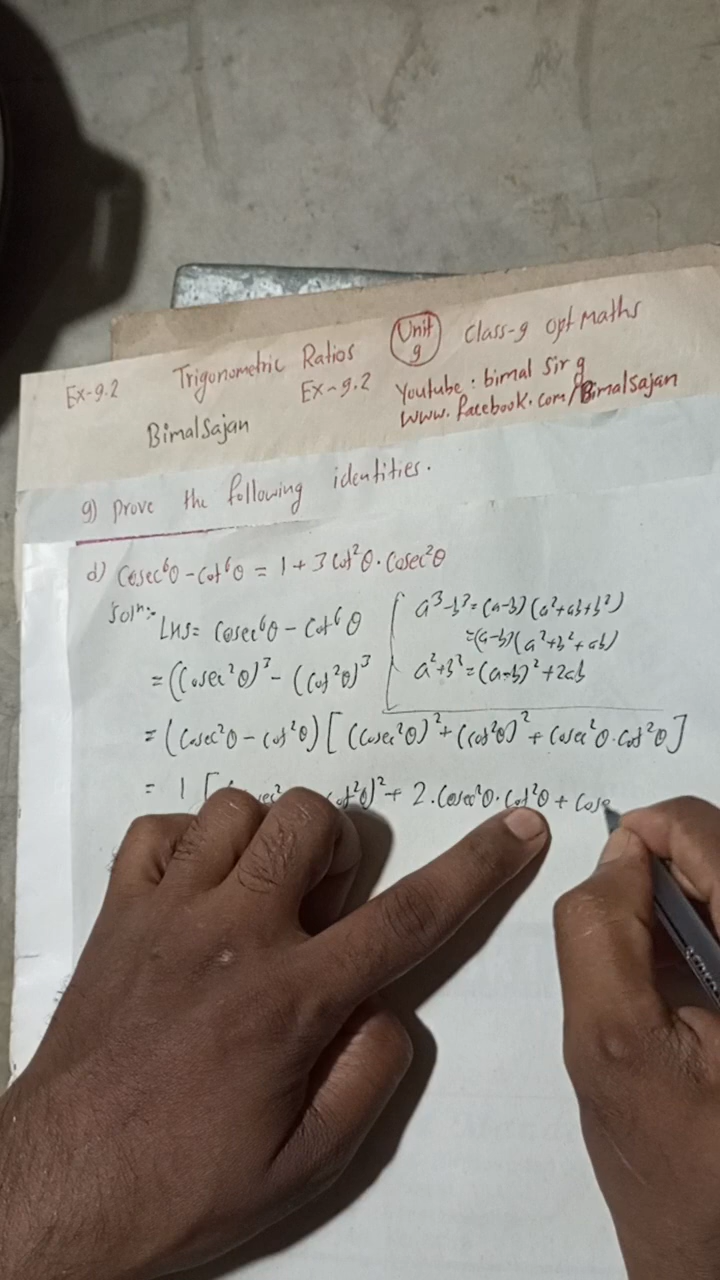 Ex-9.2 Trigonometric Ratios Ex-9.2 Unit 9 Class-9 opt Maths
BimalSajan Youtube : bimal Sir g
www.facebook.com/BimalSajan
9) prove the following identities.
d) Cosec⁶θ - Cot⁶θ = 1 + 3 Cot²θ . Cosec²θ
Solⁿ:-
LHS = Cosec⁶θ - Cot⁶θ
= (Cosec²θ)³ - (Cot²θ)³
a³-b³ = (a-b) (a²+ab+b²)
= (a-b) (a²+b²+ab)
a²+b² = (a-b)² + 2ab
= (Cosec²θ - Cot²θ) [(Cosec²θ)² + (Cot²θ)² + Cosec²θ . Cot²θ]
= 1 [ ot²θ)² + 2 . Cosec²θ . Cot²θ + Cose